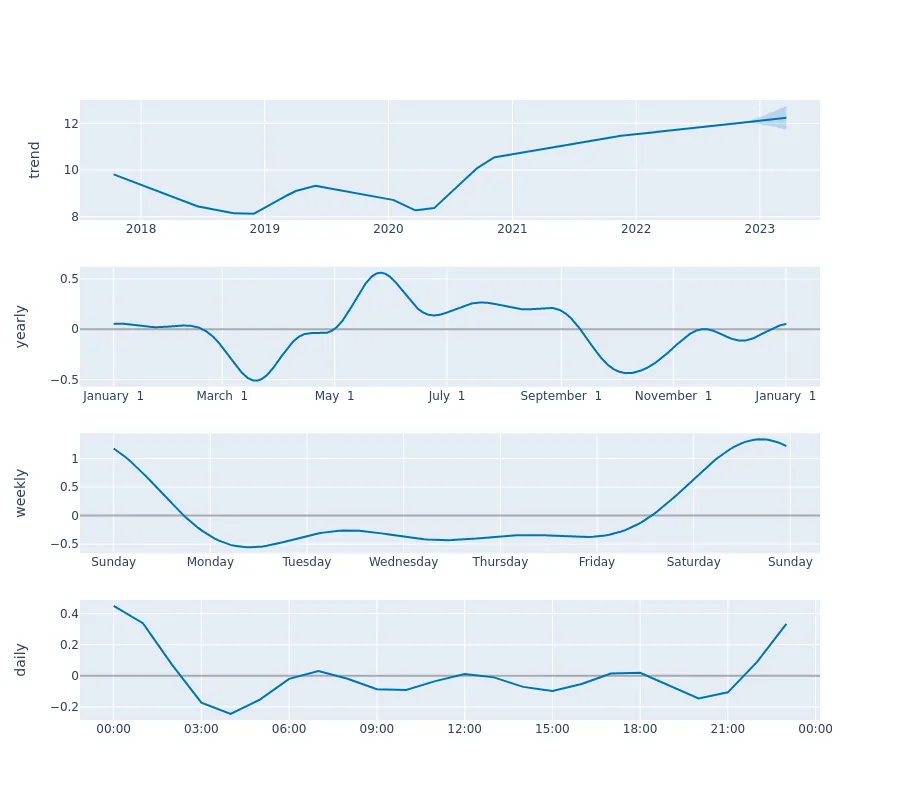 trend
12
10
8
2018 2019 2020 2021 2022 2023
yearly
0.5
0
−0.5
January 1 March 1 May 1 July 1 September 1 November 1 January 1
weekly
1
0.5
0
−0.5
Sunday Monday Tuesday Wednesday Thursday Friday Saturday Sunday
daily
0.4
0.2
0
−0.2
00:00 03:00 06:00 09:00 12:00 15:00 18:00 21:00 00:00